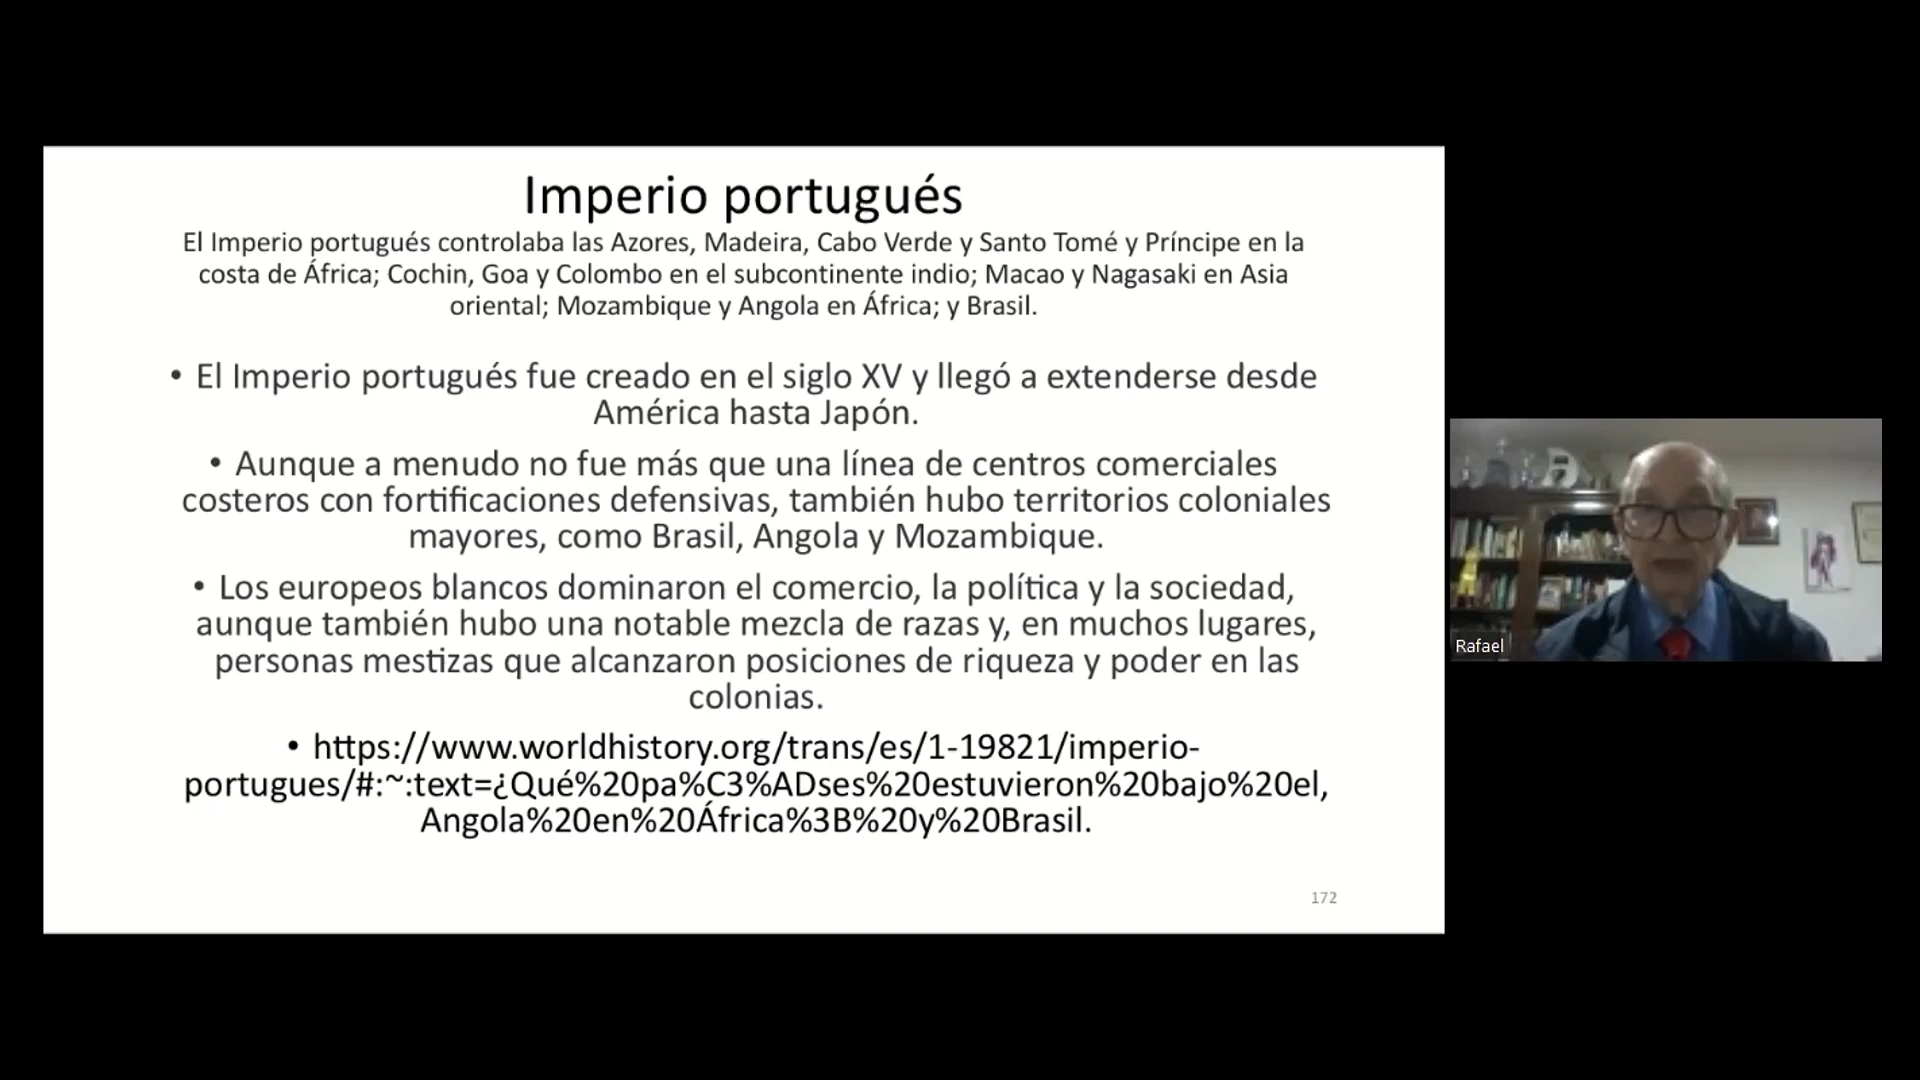 Imperio portugués
El Imperio portugués controlaba las Azores, Madeira, Cabo Verde y Santo Tomé y Príncipe en la
costa de África; Cochin, Goa y Colombo en el subcontinente indio; Macao y Nagasaki en Asia
oriental; Mozambique y Angola en África; y Brasil.
• El Imperio portugués fue creado en el siglo XV y llegó a extenderse desde
América hasta Japón.
• Aunque a menudo no fue más que una línea de centros comerciales
costeros con fortificaciones defensivas, también hubo territorios coloniales
mayores, como Brasil, Angola y Mozambique.
• Los europeos blancos dominaron el comercio, la política y la sociedad,
aunque también hubo una notable mezcla de razas y, en muchos lugares,
personas mestizas que alcanzaron posiciones de riqueza y poder en las
colonias.
• https://www.worldhistory.org/trans/es/1-19821/imperio-
portugues/#:~:text=¿Qué%20pa%C3%ADses%20estuvieron%20bajo%20el,
Angola%20en%20África%3B%20y%20Brasil.
172
Rafael